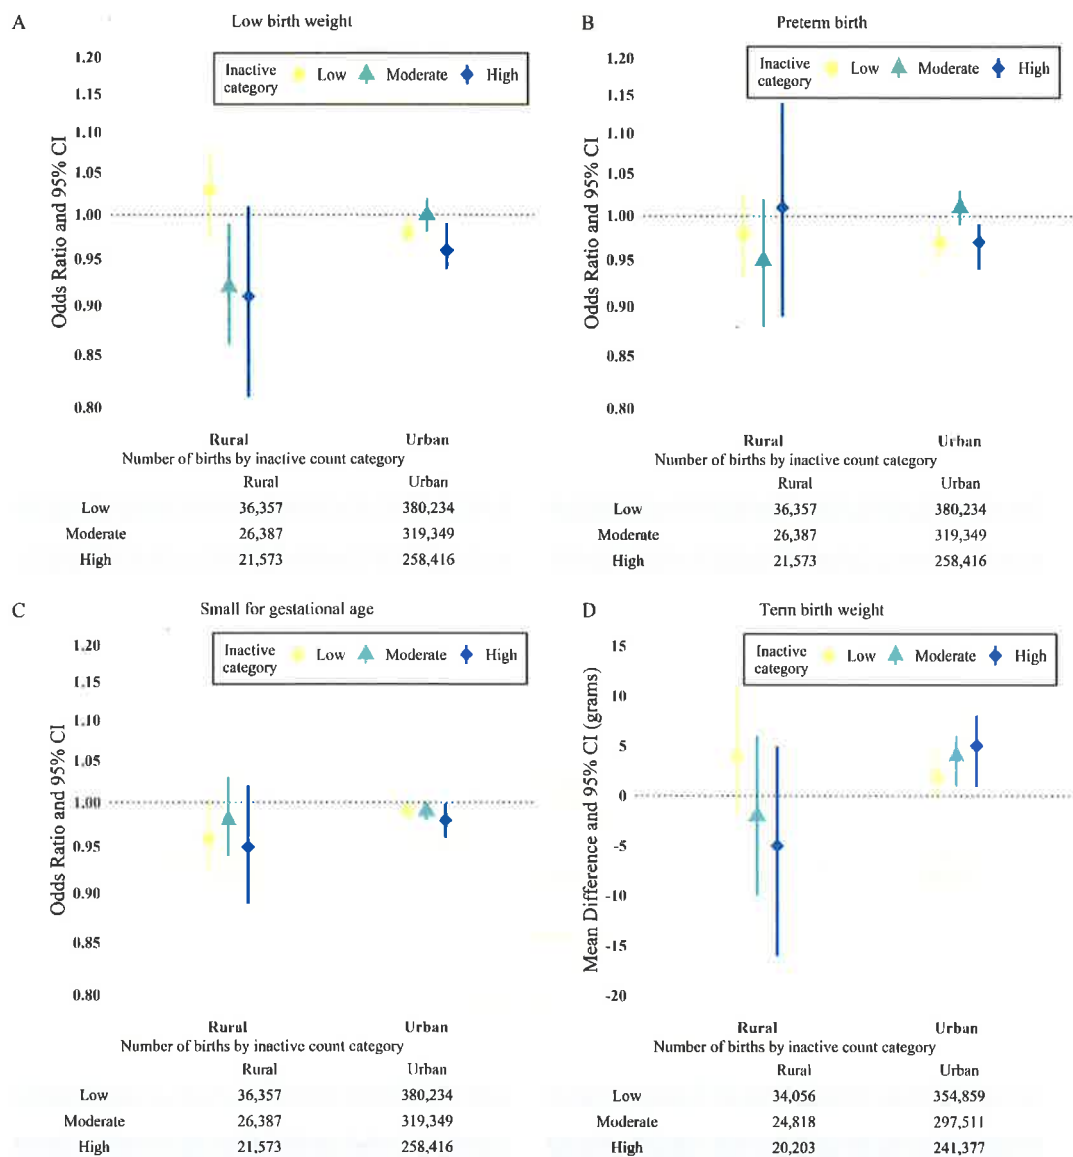 A
Low birth weight
Inactive category Low Moderate High
Odds Ratio and 95% CI
1.20
1.15
1.10
1.05
1.00
0.95
0.90
0.85
0.80
Rural Urban
Number of births by inactive count category
Rural Urban
Low 36,357 380,234
Moderate 26,387 319,349
High 21,573 258,416
B
Preterm birth
Inactive category Low Moderate High
Odds Ratio and 95% CI
1.20
1.15
1.10
1.05
1.00
0.95
0.90
0.85
0.80
Rural Urban
Number of births by inactive count category
Rural Urban
Low 36,357 380,234
Moderate 26,387 319,349
High 21,573 258,416
C
Small for gestational age
Inactive category Low Moderate High
Odds Ratio and 95% CI
1.20
1.15
1.10
1.05
1.00
0.95
0.90
0.85
0.80
Rural Urban
Number of births by inactive count category
Rural Urban
Low 36,357 380,234
Moderate 26,387 319,349
High 21,573 258,416
D
Term birth weight
Inactive category Low Moderate High
Mean Difference and 95% CI (grams)
15
10
5
0
-5
-10
-15
-20
Rural Urban
Number of births by inactive count category
Rural Urban
Low 34,056 354,859
Moderate 24,818 297,511
High 20,203 241,377